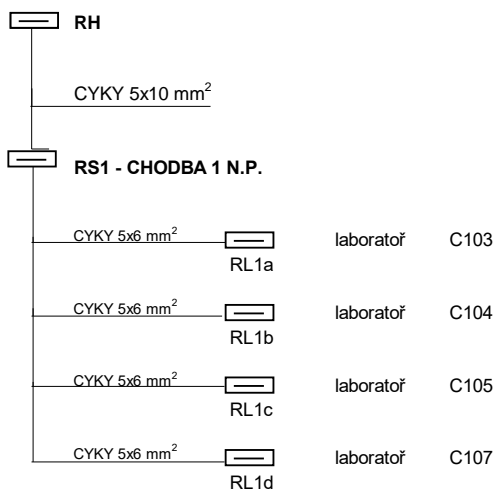 RH
CYKY 5x10 mm²
RS1 - CHODBA 1 N.P.
CYKY 5x6 mm² laboratoř C103
RL1a
CYKY 5x6 mm² laboratoř C104
RL1b
CYKY 5x6 mm² laboratoř C105
RL1c
CYKY 5x6 mm² laboratoř C107
RL1d